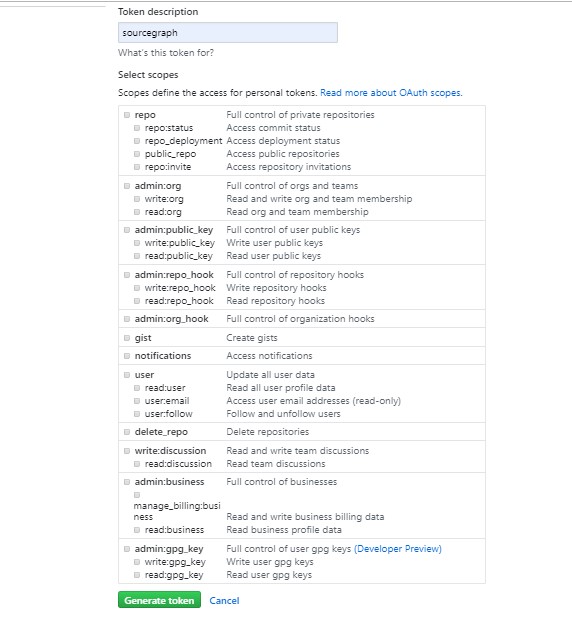 Token description
sourcegraph
What's this token for?
Select scopes
Scopes define the access for personal tokens. Read more about OAuth scopes.
repo Full control of private repositories
repo:status Access commit status
repo_deployment Access deployment status
public_repo Access public repositories
repo:invite Access repository invitations
admin:org Full control of orgs and teams
write:org Read and write org and team membership
read:org Read org and team membership
admin:public_key Full control of user public keys
write:public_key Write user public keys
read:public_key Read user public keys
admin:repo_hook Full control of repository hooks
write:repo_hook Write repository hooks
read:repo_hook Read repository hooks
admin:org_hook Full control of organization hooks
gist Create gists
notifications Access notifications
user Update all user data
read:user Read all user profile data
user:email Access user email addresses (read-only)
user:follow Follow and unfollow users
delete_repo Delete repositories
write:discussion Read and write team discussions
read:discussion Read team discussions
admin:business Full control of businesses
manage_billing:busi
ness Read and write business billing data
read:business Read business profile data
admin:gpg_key Full control of user gpg keys (Developer Preview)
write:gpg_key Write user gpg keys
read:gpg_key Read user gpg keys
Generate token Cancel